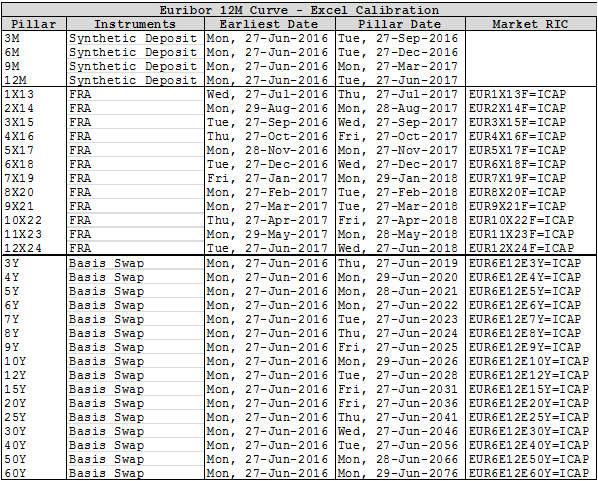 Euribor 12M Curve - Excel Calibration
Pillar Instruments Earliest Date Pillar Date Market RIC
3M Synthetic Deposit Mon, 27-Jun-2016 Tue, 27-Sep-2016
6M Synthetic Deposit Mon, 27-Jun-2016 Tue, 27-Dec-2016
9M Synthetic Deposit Mon, 27-Jun-2016 Mon, 27-Mar-2017
12M Synthetic Deposit Mon, 27-Jun-2016 Tue, 27-Jun-2017
1X13 FRA Wed, 27-Jul-2016 Thu, 27-Jul-2017 EUR1X13F=ICAP
2X14 FRA Mon, 29-Aug-2016 Mon, 28-Aug-2017 EUR2X14F=ICAP
3X15 FRA Tue, 27-Sep-2016 Wed, 27-Sep-2017 EUR3X15F=ICAP
4X16 FRA Thu, 27-Oct-2016 Fri, 27-Oct-2017 EUR4X16F=ICAP
5X17 FRA Mon, 28-Nov-2016 Mon, 27-Nov-2017 EUR5X17F=ICAP
6X18 FRA Tue, 27-Dec-2016 Wed, 27-Dec-2017 EUR6X18F=ICAP
7X19 FRA Fri, 27-Jan-2017 Mon, 29-Jan-2018 EUR7X19F=ICAP
8X20 FRA Mon, 27-Feb-2017 Tue, 27-Feb-2018 EUR8X20F=ICAP
9X21 FRA Mon, 27-Mar-2017 Tue, 27-Mar-2018 EUR9X21F=ICAP
10X22 FRA Thu, 27-Apr-2017 Fri, 27-Apr-2018 EUR10X22F=ICAP
11X23 FRA Mon, 29-May-2017 Mon, 28-May-2018 EUR11X23F=ICAP
12X24 FRA Tue, 27-Jun-2017 Wed, 27-Jun-2018 EUR12X24F=ICAP
3Y Basis Swap Mon, 27-Jun-2016 Thu, 27-Jun-2019 EUR6E12E3Y=ICAP
4Y Basis Swap Mon, 27-Jun-2016 Mon, 29-Jun-2020 EUR6E12E4Y=ICAP
5Y Basis Swap Mon, 27-Jun-2016 Mon, 28-Jun-2021 EUR6E12E5Y=ICAP
6Y Basis Swap Mon, 27-Jun-2016 Mon, 27-Jun-2022 EUR6E12E6Y=ICAP
7Y Basis Swap Mon, 27-Jun-2016 Tue, 27-Jun-2023 EUR6E12E7Y=ICAP
8Y Basis Swap Mon, 27-Jun-2016 Thu, 27-Jun-2024 EUR6E12E8Y=ICAP
9Y Basis Swap Mon, 27-Jun-2016 Fri, 27-Jun-2025 EUR6E12E9Y=ICAP
10Y Basis Swap Mon, 27-Jun-2016 Mon, 29-Jun-2026 EUR6E12E10Y=ICAP
12Y Basis Swap Mon, 27-Jun-2016 Tue, 27-Jun-2028 EUR6E12E12Y=ICAP
15Y Basis Swap Mon, 27-Jun-2016 Fri, 27-Jun-2031 EUR6E12E15Y=ICAP
20Y Basis Swap Mon, 27-Jun-2016 Fri, 27-Jun-2036 EUR6E12E20Y=ICAP
25Y Basis Swap Mon, 27-Jun-2016 Thu, 27-Jun-2041 EUR6E12E25Y=ICAP
30Y Basis Swap Mon, 27-Jun-2016 Wed, 27-Jun-2046 EUR6E12E30Y=ICAP
40Y Basis Swap Mon, 27-Jun-2016 Tue, 27-Jun-2056 EUR6E12E40Y=ICAP
50Y Basis Swap Mon, 27-Jun-2016 Mon, 28-Jun-2066 EUR6E12E50Y=ICAP
60Y Basis Swap Mon, 27-Jun-2016 Mon, 29-Jun-2076 EUR6E12E60Y=ICAP